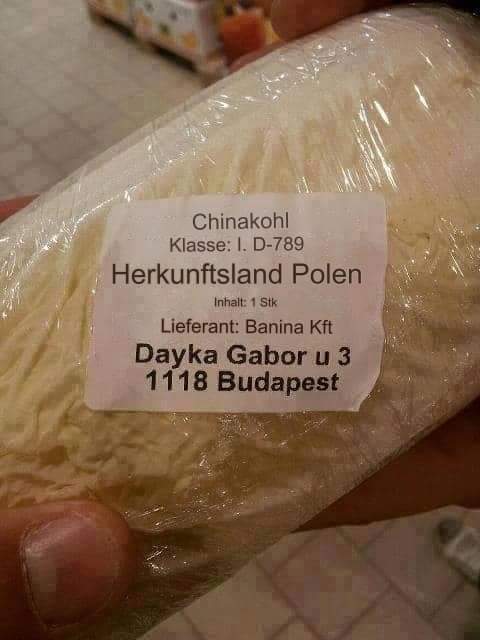 Chinakohl
Klasse: I. D-789
Herkunftsland Polen
Inhalt: 1 Stk
Lieferant: Banina Kft
Dayka Gabor u 3
1118 Budapest